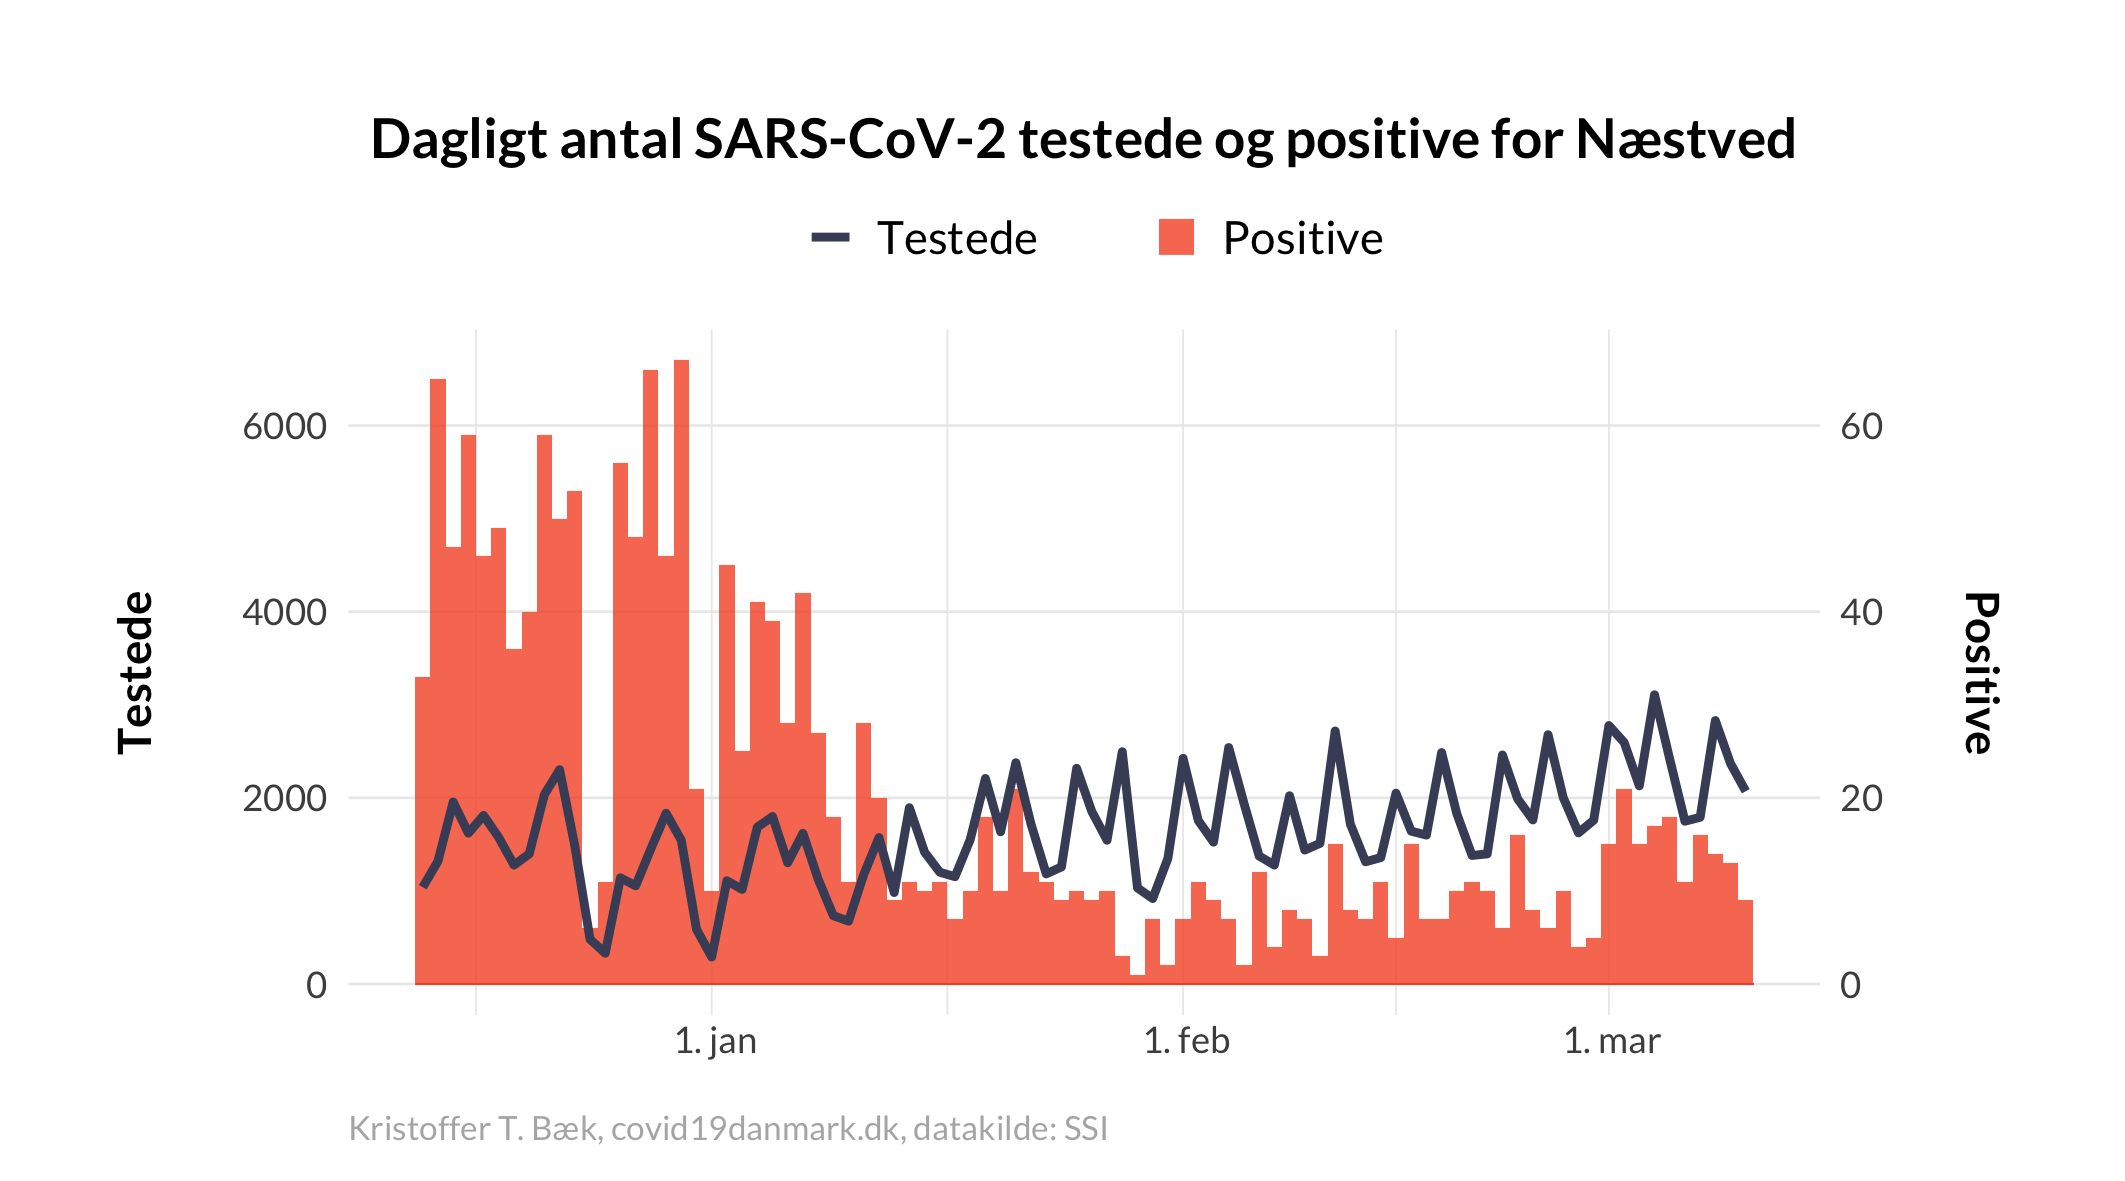 Dagligt antal SARS-CoV-2 testede og positive for Næstved
Testede
Positive
6000
4000
2000
0
Testede
60
40
20
0
Positive
1. jan
1. feb
1. mar
Kristoffer T. Bæk, covid19danmark.dk, datakilde: SSI